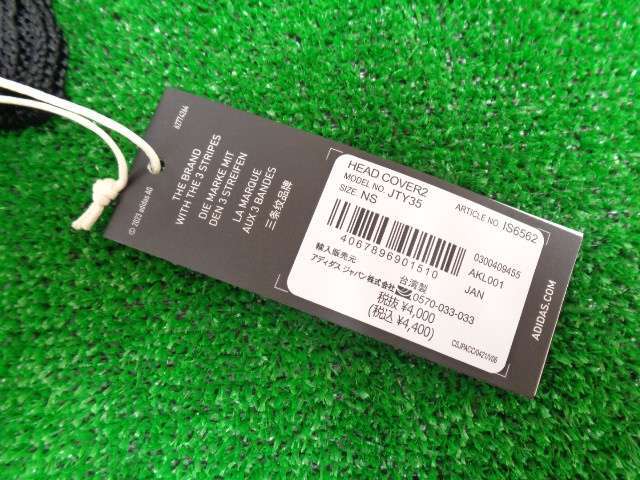 62774264
THE BRAND
WITH THE 3 STRIPES
DIE MARKE MIT
DEN 3 STREIFEN
LA MARQUE
AUX 3 BANDES
三条纹品牌
© 2023 adidas AG
HEAD COVER2
MODEL NO. JTY35 ARTICLE NO. IS6562
SIZE: NS
4067896901510
0300409455
AKL001
JAN
輸入販売元 台湾製
アディダス ジャパン株式会社 0570-033-033
税抜 ¥4,000
(税込 ¥4,400)
ADIDAS.COM